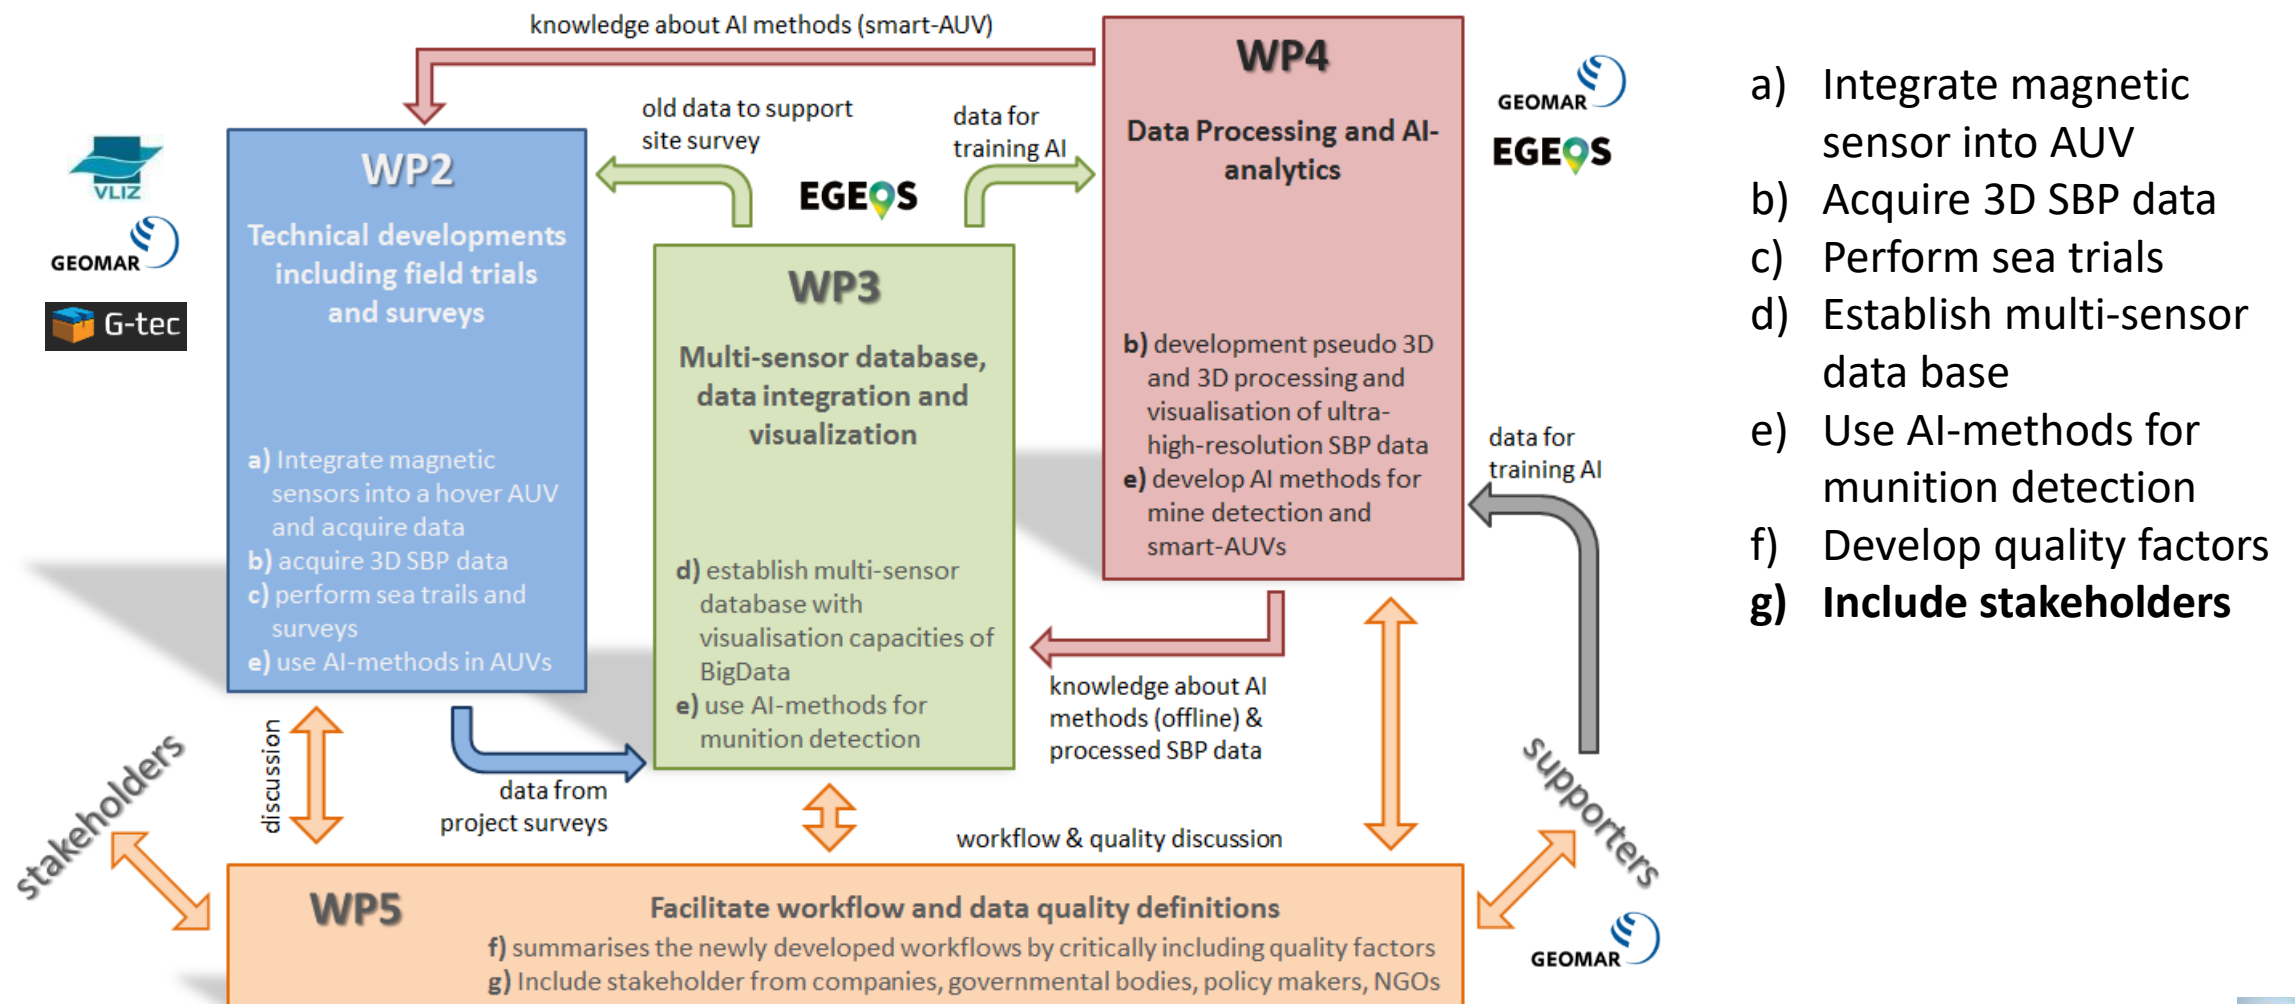 knowledge about AI methods (smart-AUV)
WP4
Data Processing and AI-
analytics
b) development pseudo 3D
and 3D processing and
visualisation of ultra-
high-resolution SBP data
e) develop AI methods for
mine detection and
smart-AUVs
GEOMAR
EGEOS
old data to support
site survey
data for
training AI
EGEOS
VLIZ
GEOMAR
G-tec
WP2
Technical developments
including field trials
and surveys
a) Integrate magnetic
sensors into a hover AUV
and acquire data
b) acquire 3D SBP data
c) perform sea trails and
surveys
e) use AI-methods in AUVs
WP3
Multi-sensor database,
data integration and
visualization
d) establish multi-sensor
database with
visualisation capacities of
BigData
e) use AI-methods for
munition detection
data for
training AI
knowledge about AI
methods (offline) &
processed SBP data
stakeholders
discussion
data from
project surveys
workflow & quality discussion
supporters
WP5
Facilitate workflow and data quality definitions
f) summarises the newly developed workflows by critically including quality factors
g) Include stakeholder from companies, governmental bodies, policy makers, NGOs
GEOMAR
a) Integrate magnetic
sensor into AUV
b) Acquire 3D SBP data
c) Perform sea trials
d) Establish multi-sensor
data base
e) Use AI-methods for
munition detection
f) Develop quality factors
g) Include stakeholders